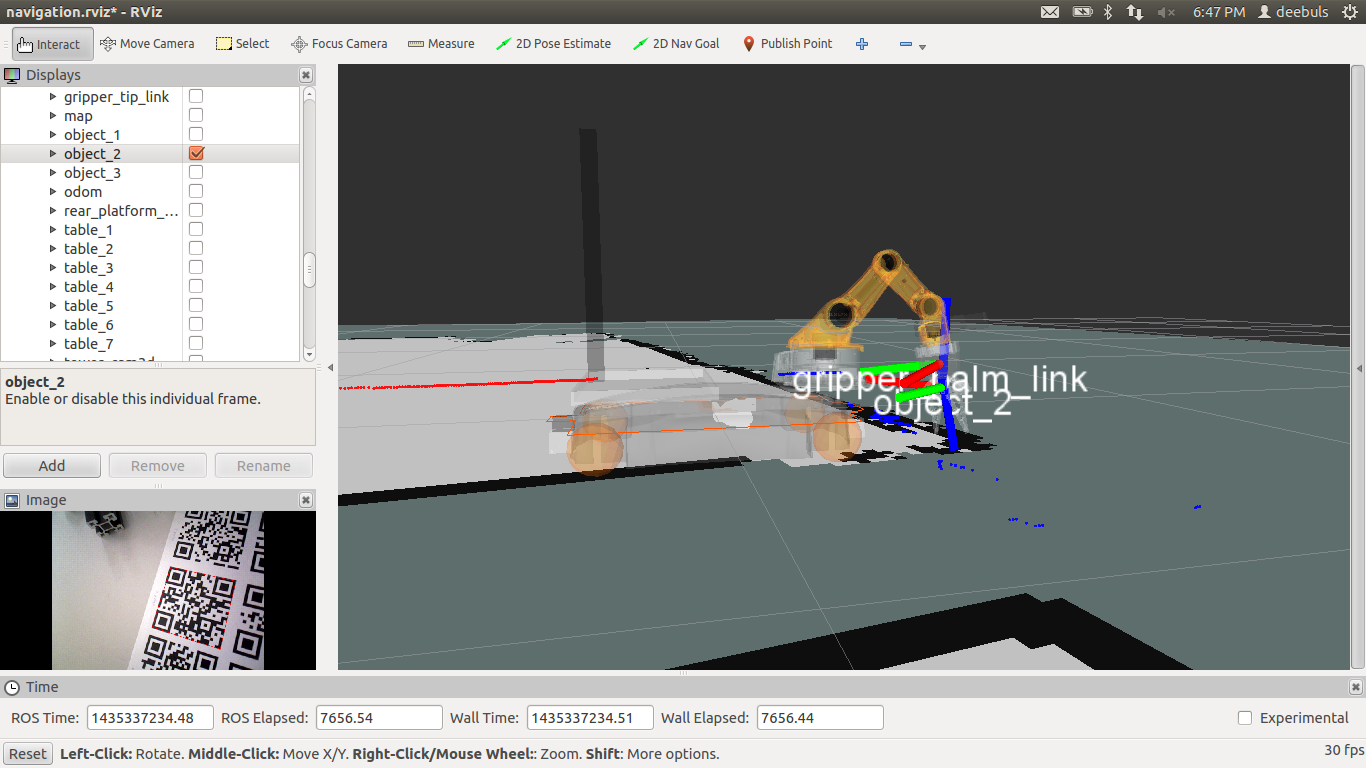 navigation.rviz* - RViz
6:47 PM deebuls
Interact Move Camera Select Focus Camera Measure 2D Pose Estimate 2D Nav Goal Publish Point
Displays
gripper_tip_link
map
object_1
object_2
object_3
odom
rear_platform_...
table_1
table_2
table_3
table_4
table_5
table_6
table_7
object_2
Enable or disable this individual frame.
Add Remove Rename
Image
gripper_palm_link
object_2
Time
ROS Time: 1435337234.48 ROS Elapsed: 7656.54 Wall Time: 1435337234.51 Wall Elapsed: 7656.44 Experimental
Reset Left-Click: Rotate. Middle-Click: Move X/Y. Right-Click/Mouse Wheel:: Zoom. Shift: More options. 30 fps